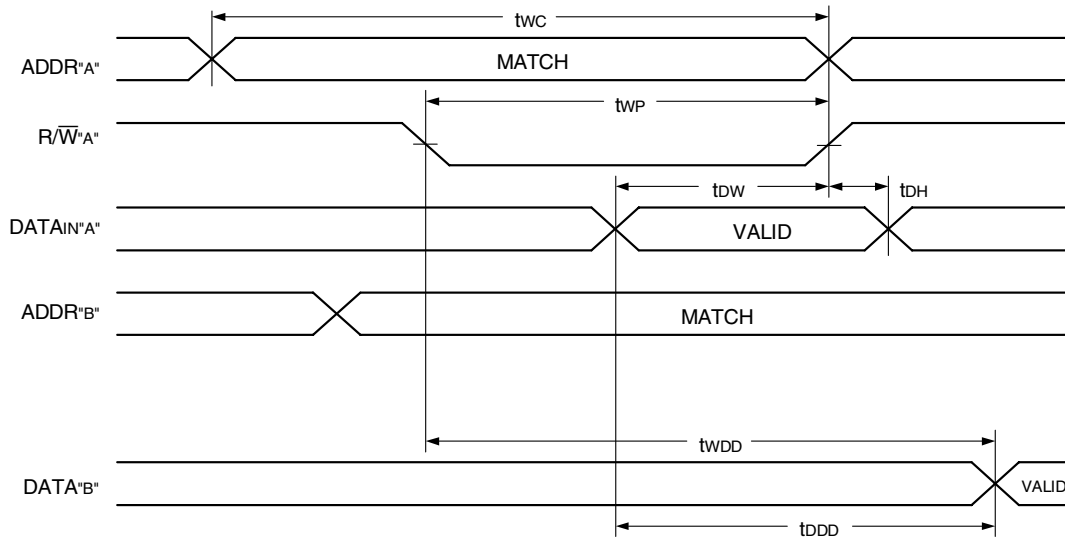 tWC
ADDR"A"
MATCH
tWP
R/W̅"A"
tDW
tDH
DATAIN"A"
VALID
ADDR"B"
MATCH
tWDD
DATA"B"
VALID
tDDD